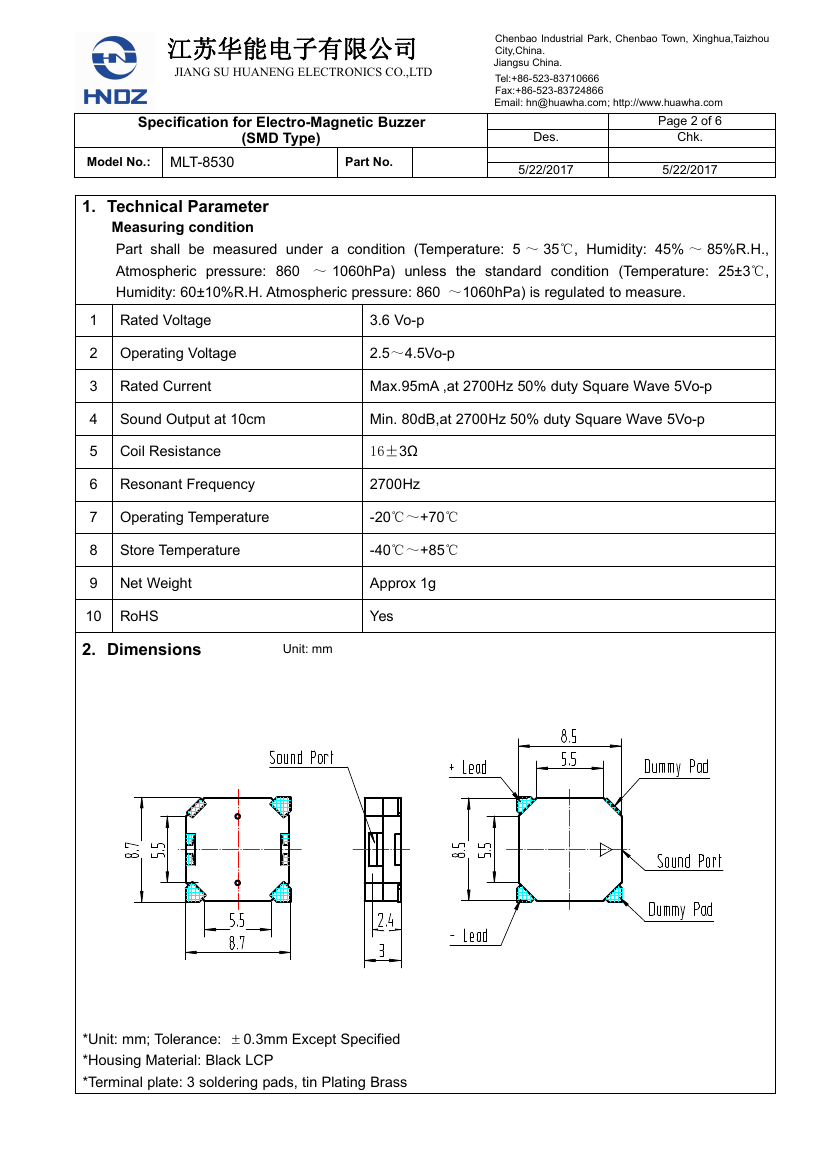 HNDZ
江苏华能电子有限公司
JIANG SU HUANENG ELECTRONICS CO.,LTD
Chenbao Industrial Park, Chenbao Town, Xinghua,Taizhou
City,China.
Jiangsu China.
Tel:+86-523-83710666
Fax:+86-523-83724866
Email: hn@huawha.com; http://www.huawha.com
Specification for Electro-Magnetic Buzzer
(SMD Type)
Page 2 of 6
Des.
Chk.
Model No.:
MLT-8530
Part No.
5/22/2017
5/22/2017
1. Technical Parameter
Measuring condition
Part shall be measured under a condition (Temperature: 5 ～ 35℃, Humidity: 45% ～ 85%R.H.,
Atmospheric pressure: 860 ～ 1060hPa) unless the standard condition (Temperature: 25±3℃,
Humidity: 60±10%R.H. Atmospheric pressure: 860 ～1060hPa) is regulated to measure.
1 Rated Voltage 3.6 Vo-p
2 Operating Voltage 2.5～4.5Vo-p
3 Rated Current Max.95mA ,at 2700Hz 50% duty Square Wave 5Vo-p
4 Sound Output at 10cm Min. 80dB,at 2700Hz 50% duty Square Wave 5Vo-p
5 Coil Resistance 16±3Ω
6 Resonant Frequency 2700Hz
7 Operating Temperature -20℃～+70℃
8 Store Temperature -40℃～+85℃
9 Net Weight Approx 1g
10 RoHS Yes
2. Dimensions Unit: mm
8.7
5.5
5.5
8.7
Sound Port
2.4
3
8.5
5.5
+ Lead
Dummy Pad
8.5
5.5
Sound Port
Dummy Pad
- Lead
*Unit: mm; Tolerance: ±0.3mm Except Specified
*Housing Material: Black LCP
*Terminal plate: 3 soldering pads, tin Plating Brass